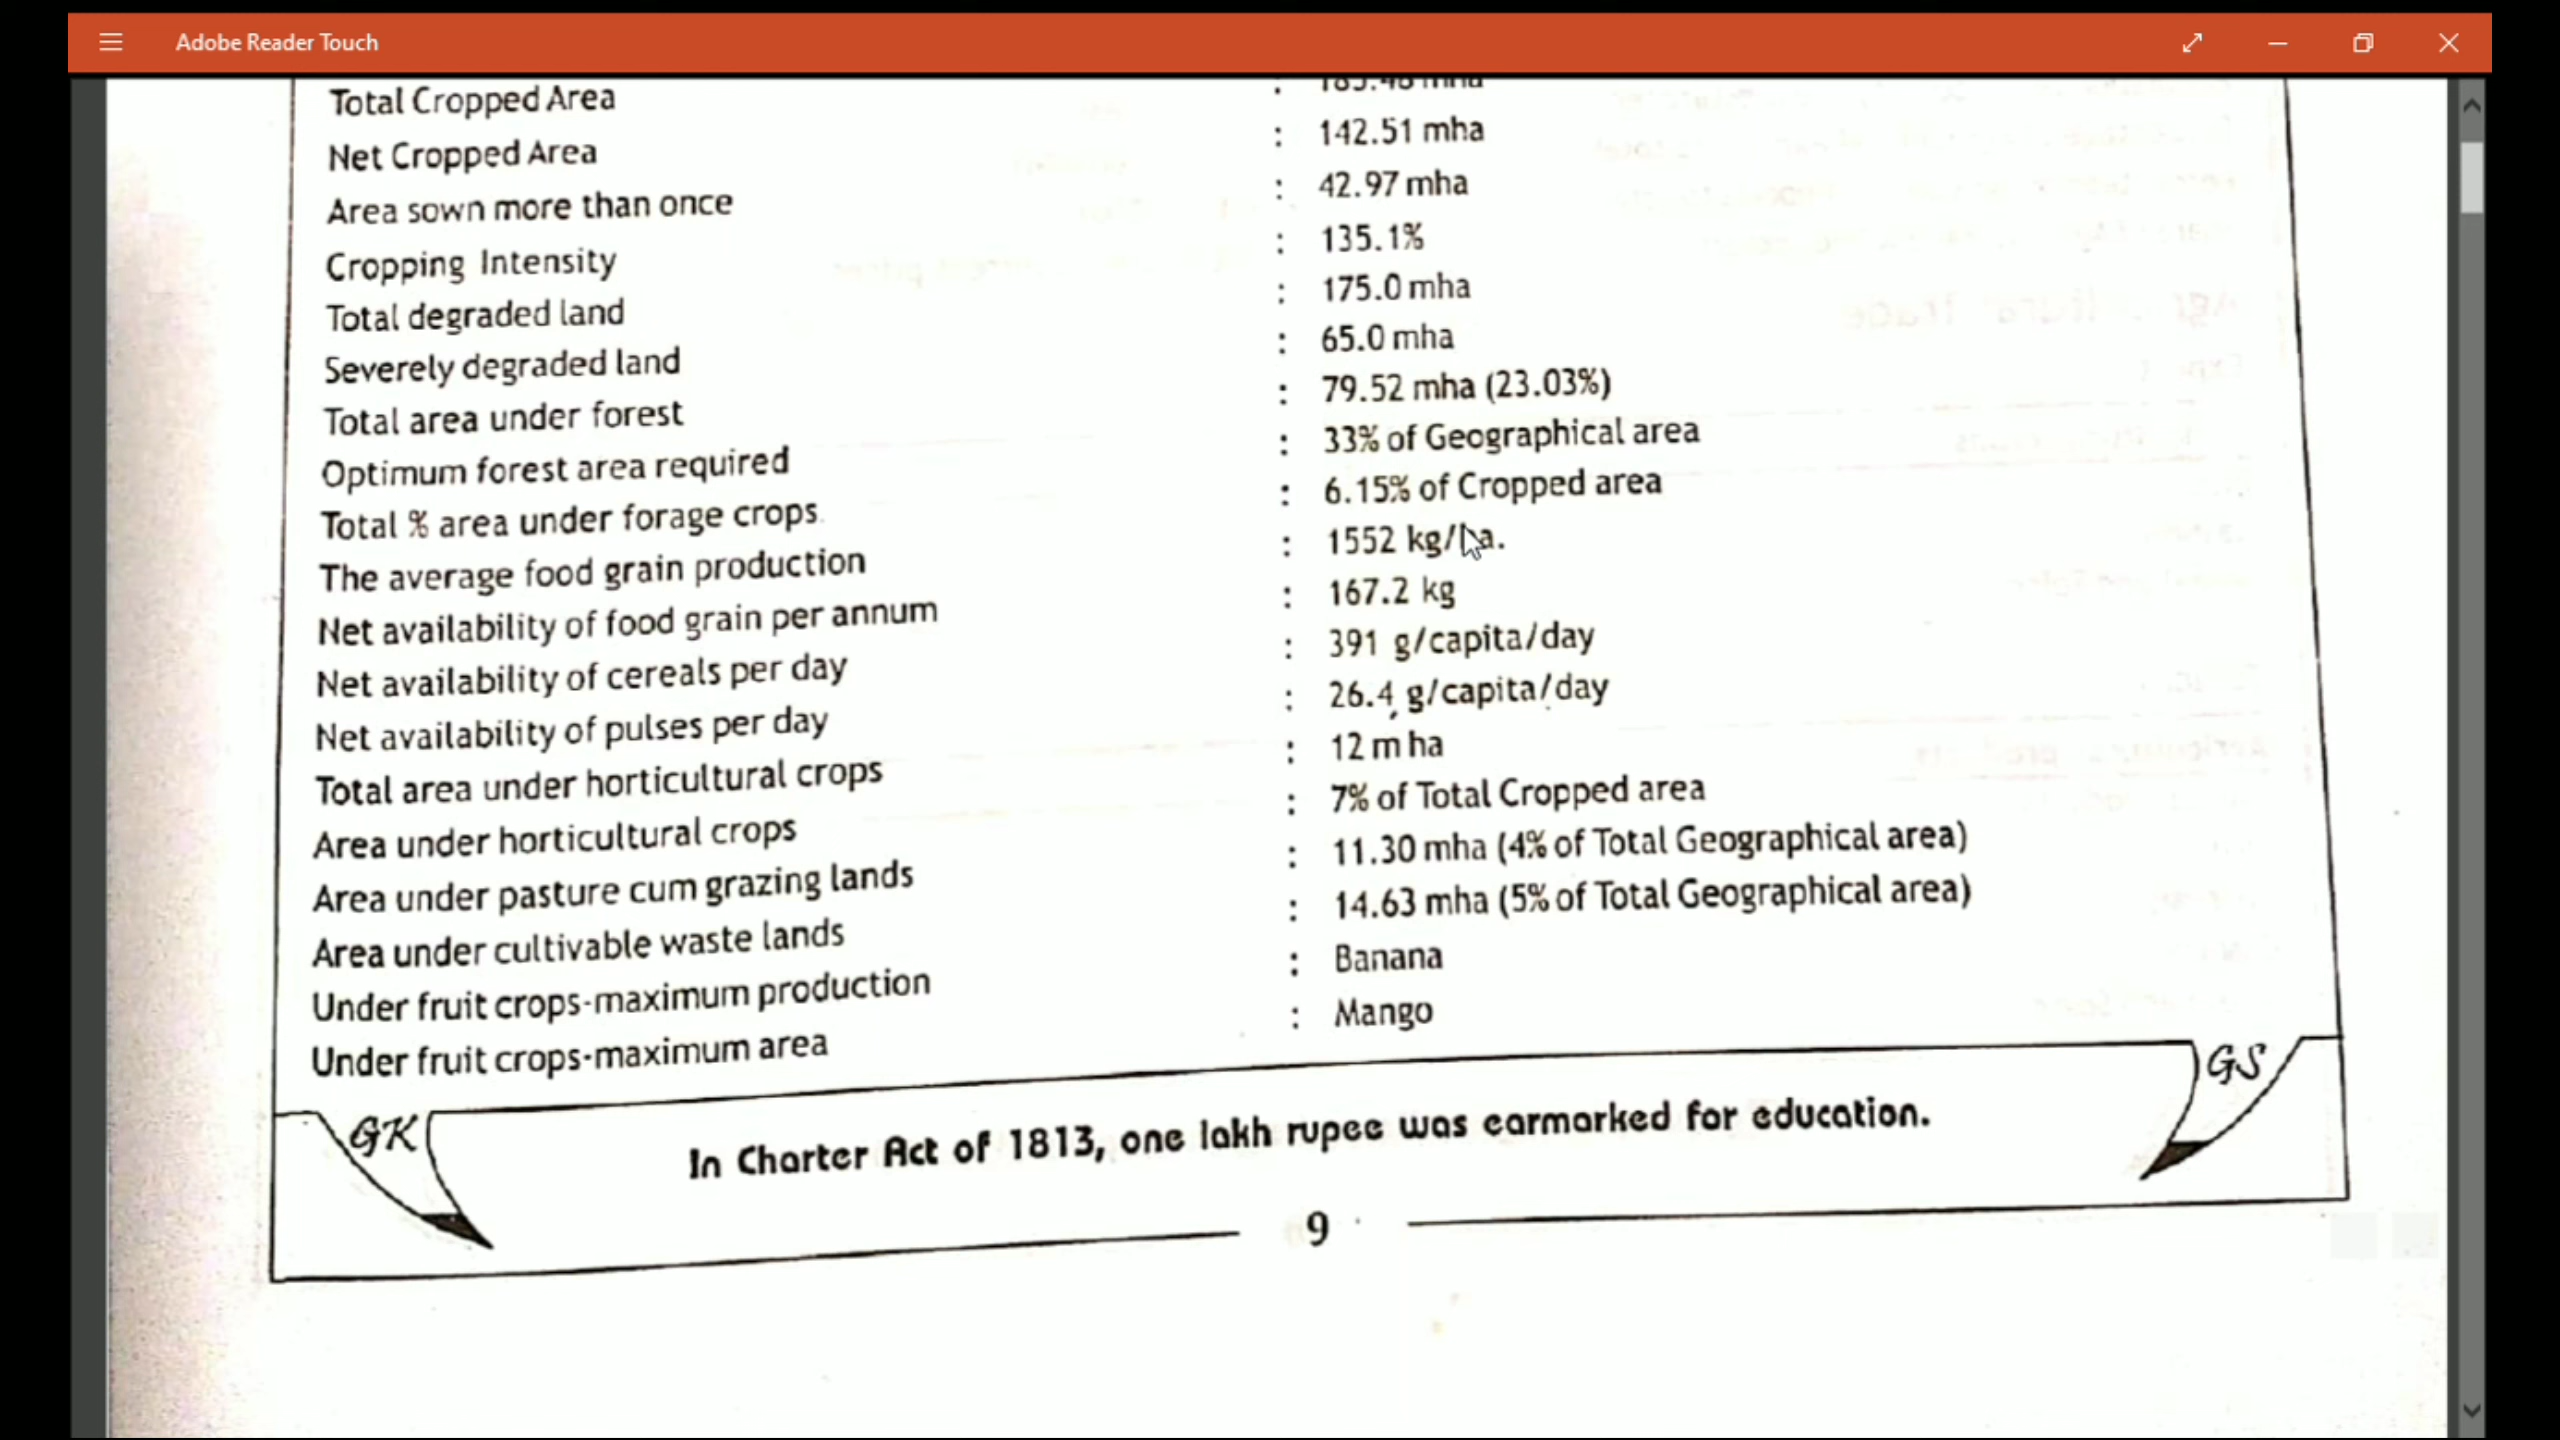 Adobe Reader Touch
Total Cropped Area : 185.48 mha
Net Cropped Area : 142.51 mha
Area sown more than once : 42.97 mha
Cropping Intensity : 135.1%
Total degraded land : 175.0 mha
Severely degraded land : 65.0 mha
Total area under forest : 79.52 mha (23.03%)
Optimum forest area required : 33% of Geographical area
Total % area under forage crops : 6.15% of Cropped area
The average food grain production : 1552 kg/ha.
Net availability of food grain per annum : 167.2 kg
Net availability of cereals per day : 391 g/capita/day
Net availability of pulses per day : 26.4 g/capita/day
Total area under horticultural crops : 12 m ha
Area under horticultural crops : 7% of Total Cropped area
Area under pasture cum grazing lands : 11.30 mha (4% of Total Geographical area)
Area under cultivable waste lands : 14.63 mha (5% of Total Geographical area)
Under fruit crops-maximum production : Banana
Under fruit crops-maximum area : Mango
GK
In Charter Act of 1813, one lakh rupee was earmarked for education.
GS
9